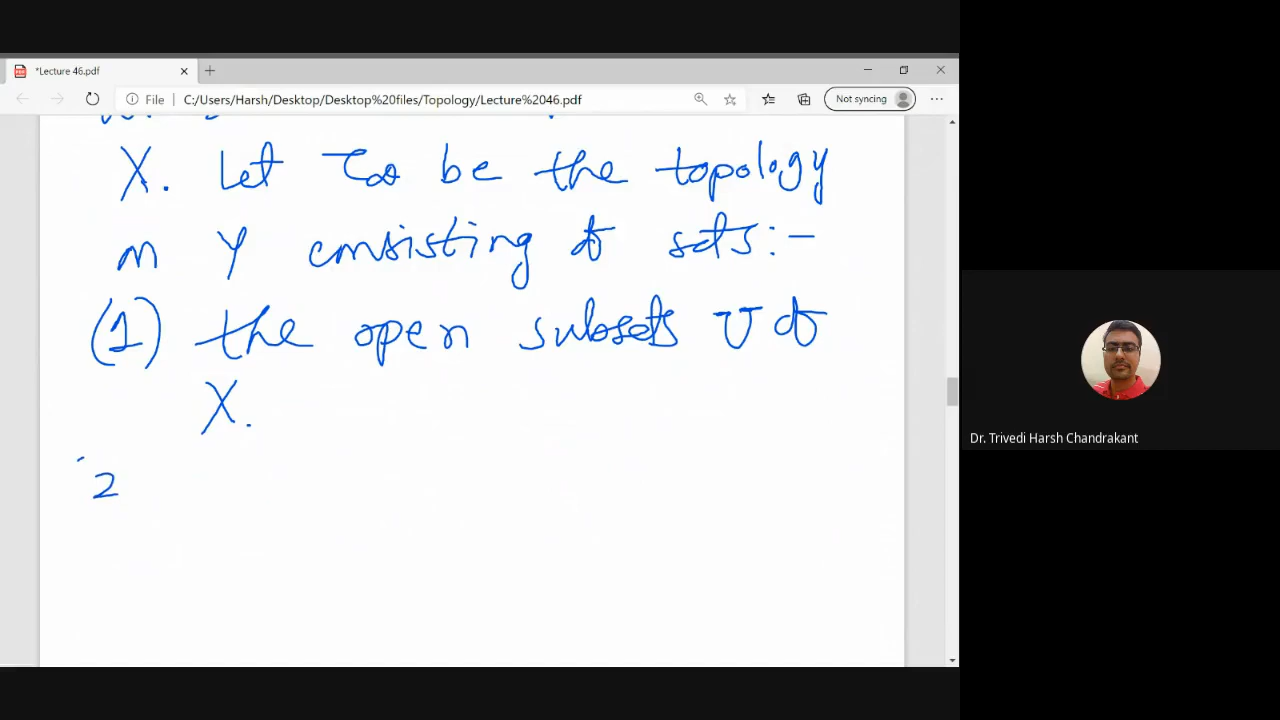 *Lecture 46.pdf
File | C:/Users/Harsh/Desktop/Desktop%20files/Topology/Lecture%2046.pdf
Not syncing
X. Let τ∞ be the topology
on Y consisting of sets:-
(1) the open subsets U of
X.
2
Dr. Trivedi Harsh Chandrakant